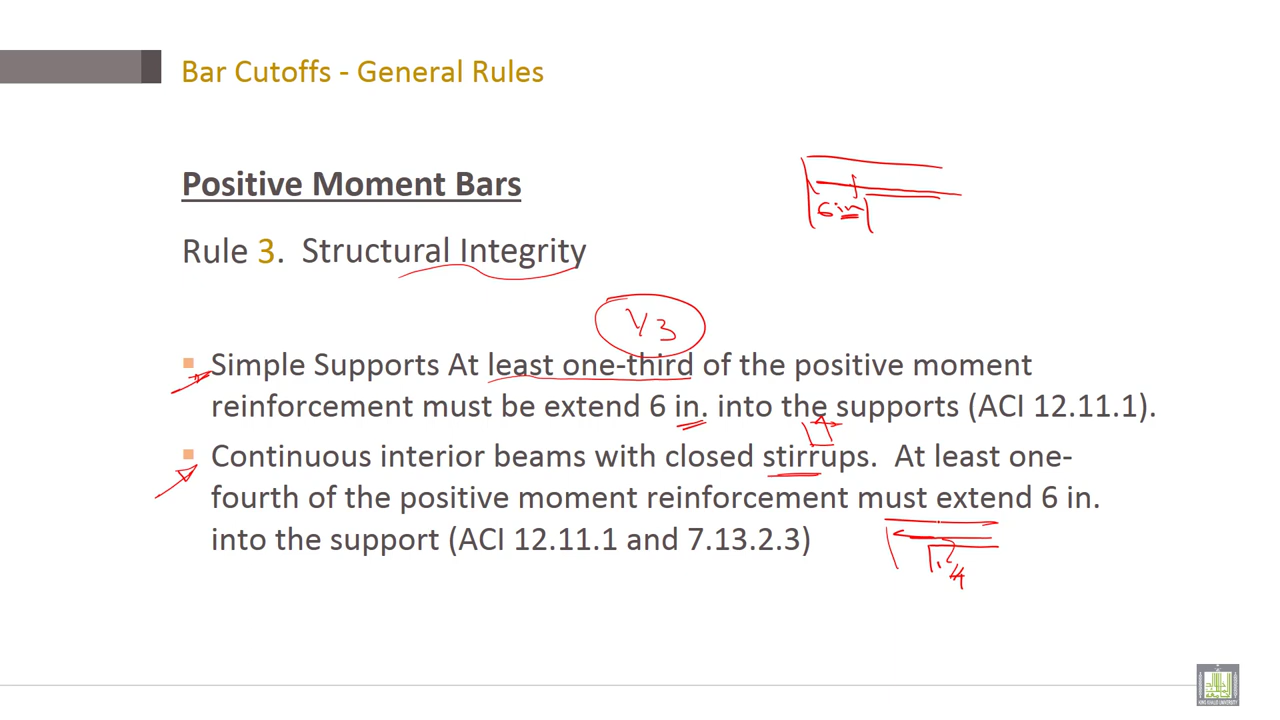 Bar Cutoffs - General Rules
Positive Moment Bars
6 in
Rule 3. Structural Integrity
1/3
Simple Supports At least one-third of the positive moment
reinforcement must be extend 6 in. into the supports (ACI 12.11.1).
Continuous interior beams with closed stirrups. At least one-
fourth of the positive moment reinforcement must extend 6 in.
into the support (ACI 12.11.1 and 7.13.2.3)
KING KHALID UNIVERSITY